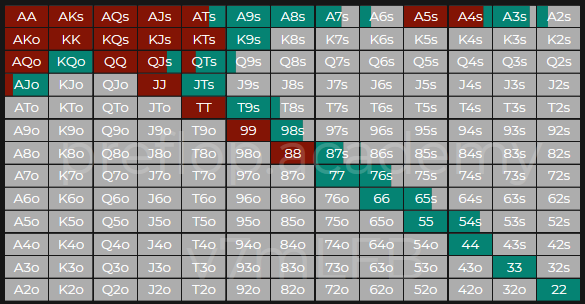 AA AKs AQs AJs ATs A9s A8s A7s A6s A5s A4s A3s A2s
AKo KK KQs KJs KTs K9s K8s K7s K6s K5s K4s K3s K2s
AQo KQo QQ QJs QTs Q9s Q8s Q7s Q6s Q5s Q4s Q3s Q2s
AJo KJo QJo JJ JTs J9s J8s J7s J6s J5s J4s J3s J2s
ATo KTo QTo JTo TT T9s T8s T7s T6s T5s T4s T3s T2s
A9o K9o Q9o J9o T9o 99 98s 97s 96s 95s 94s 93s 92s
A8o K8o Q8o J8o T8o 98o 88 87s 86s 85s 84s 83s 82s
preflop academy
A7o K7o Q7o J7o T7o 97o 87o 77 76s 75s 74s 73s 72s
A6o K6o Q6o J6o T6o 96o 86o 76o 66 65s 64s 63s 62s
A5o K5o Q5o J5o T5o 95o 85o 75o 65o 55 54s 53s 52s
A4o K4o Q4o J4o T4o 94o 84o 74o 64o 54o 44 43s 42s
A3o K3o Q3o J3o T3o 93o 83o 73o 63o 53o 43o 33 32s
A2o K2o Q2o J2o T2o 92o 82o 72o 62o 52o 42o 32o 22